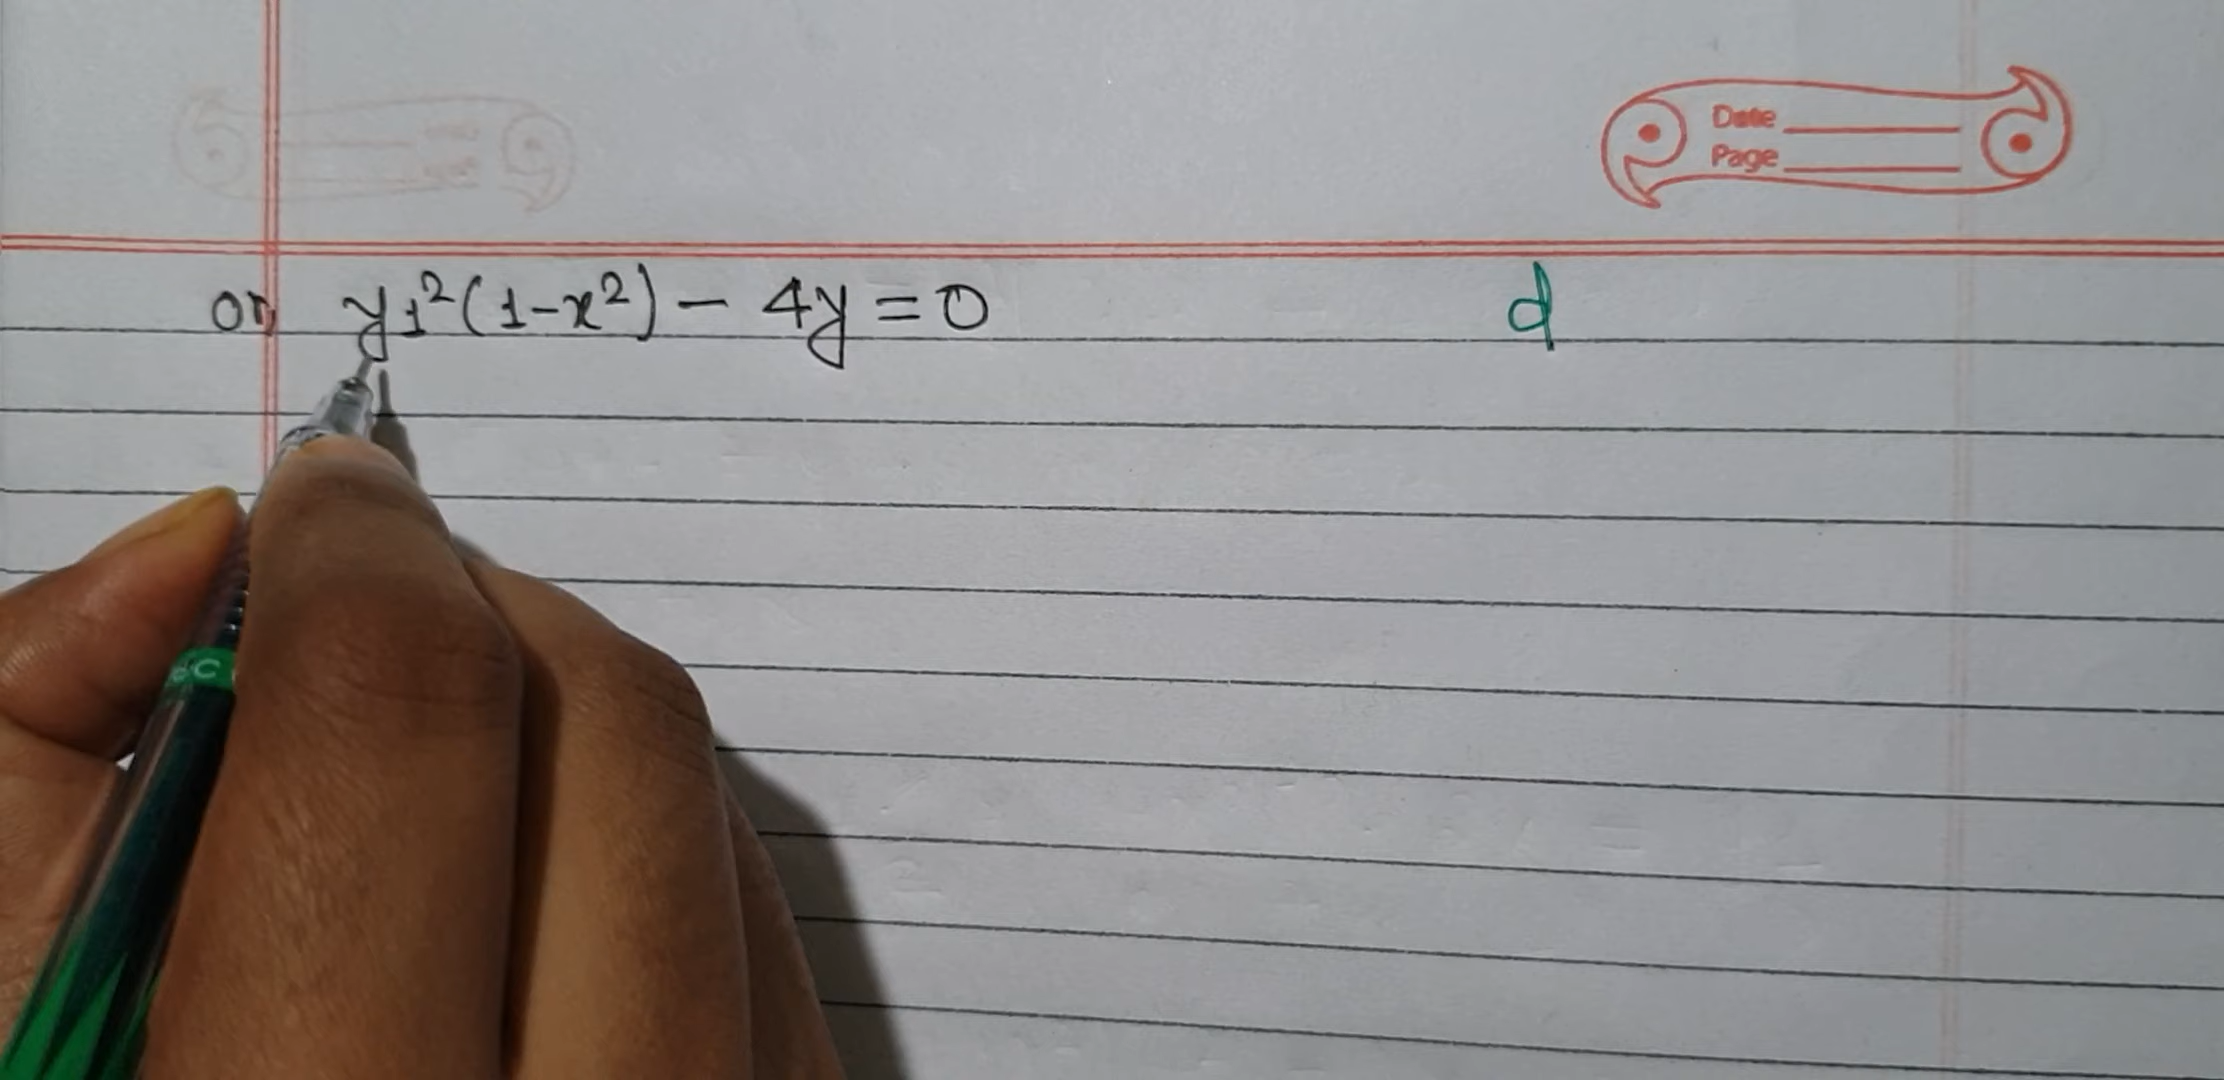 Date
Page
or y₁²(1-x²) - 4y = 0 d